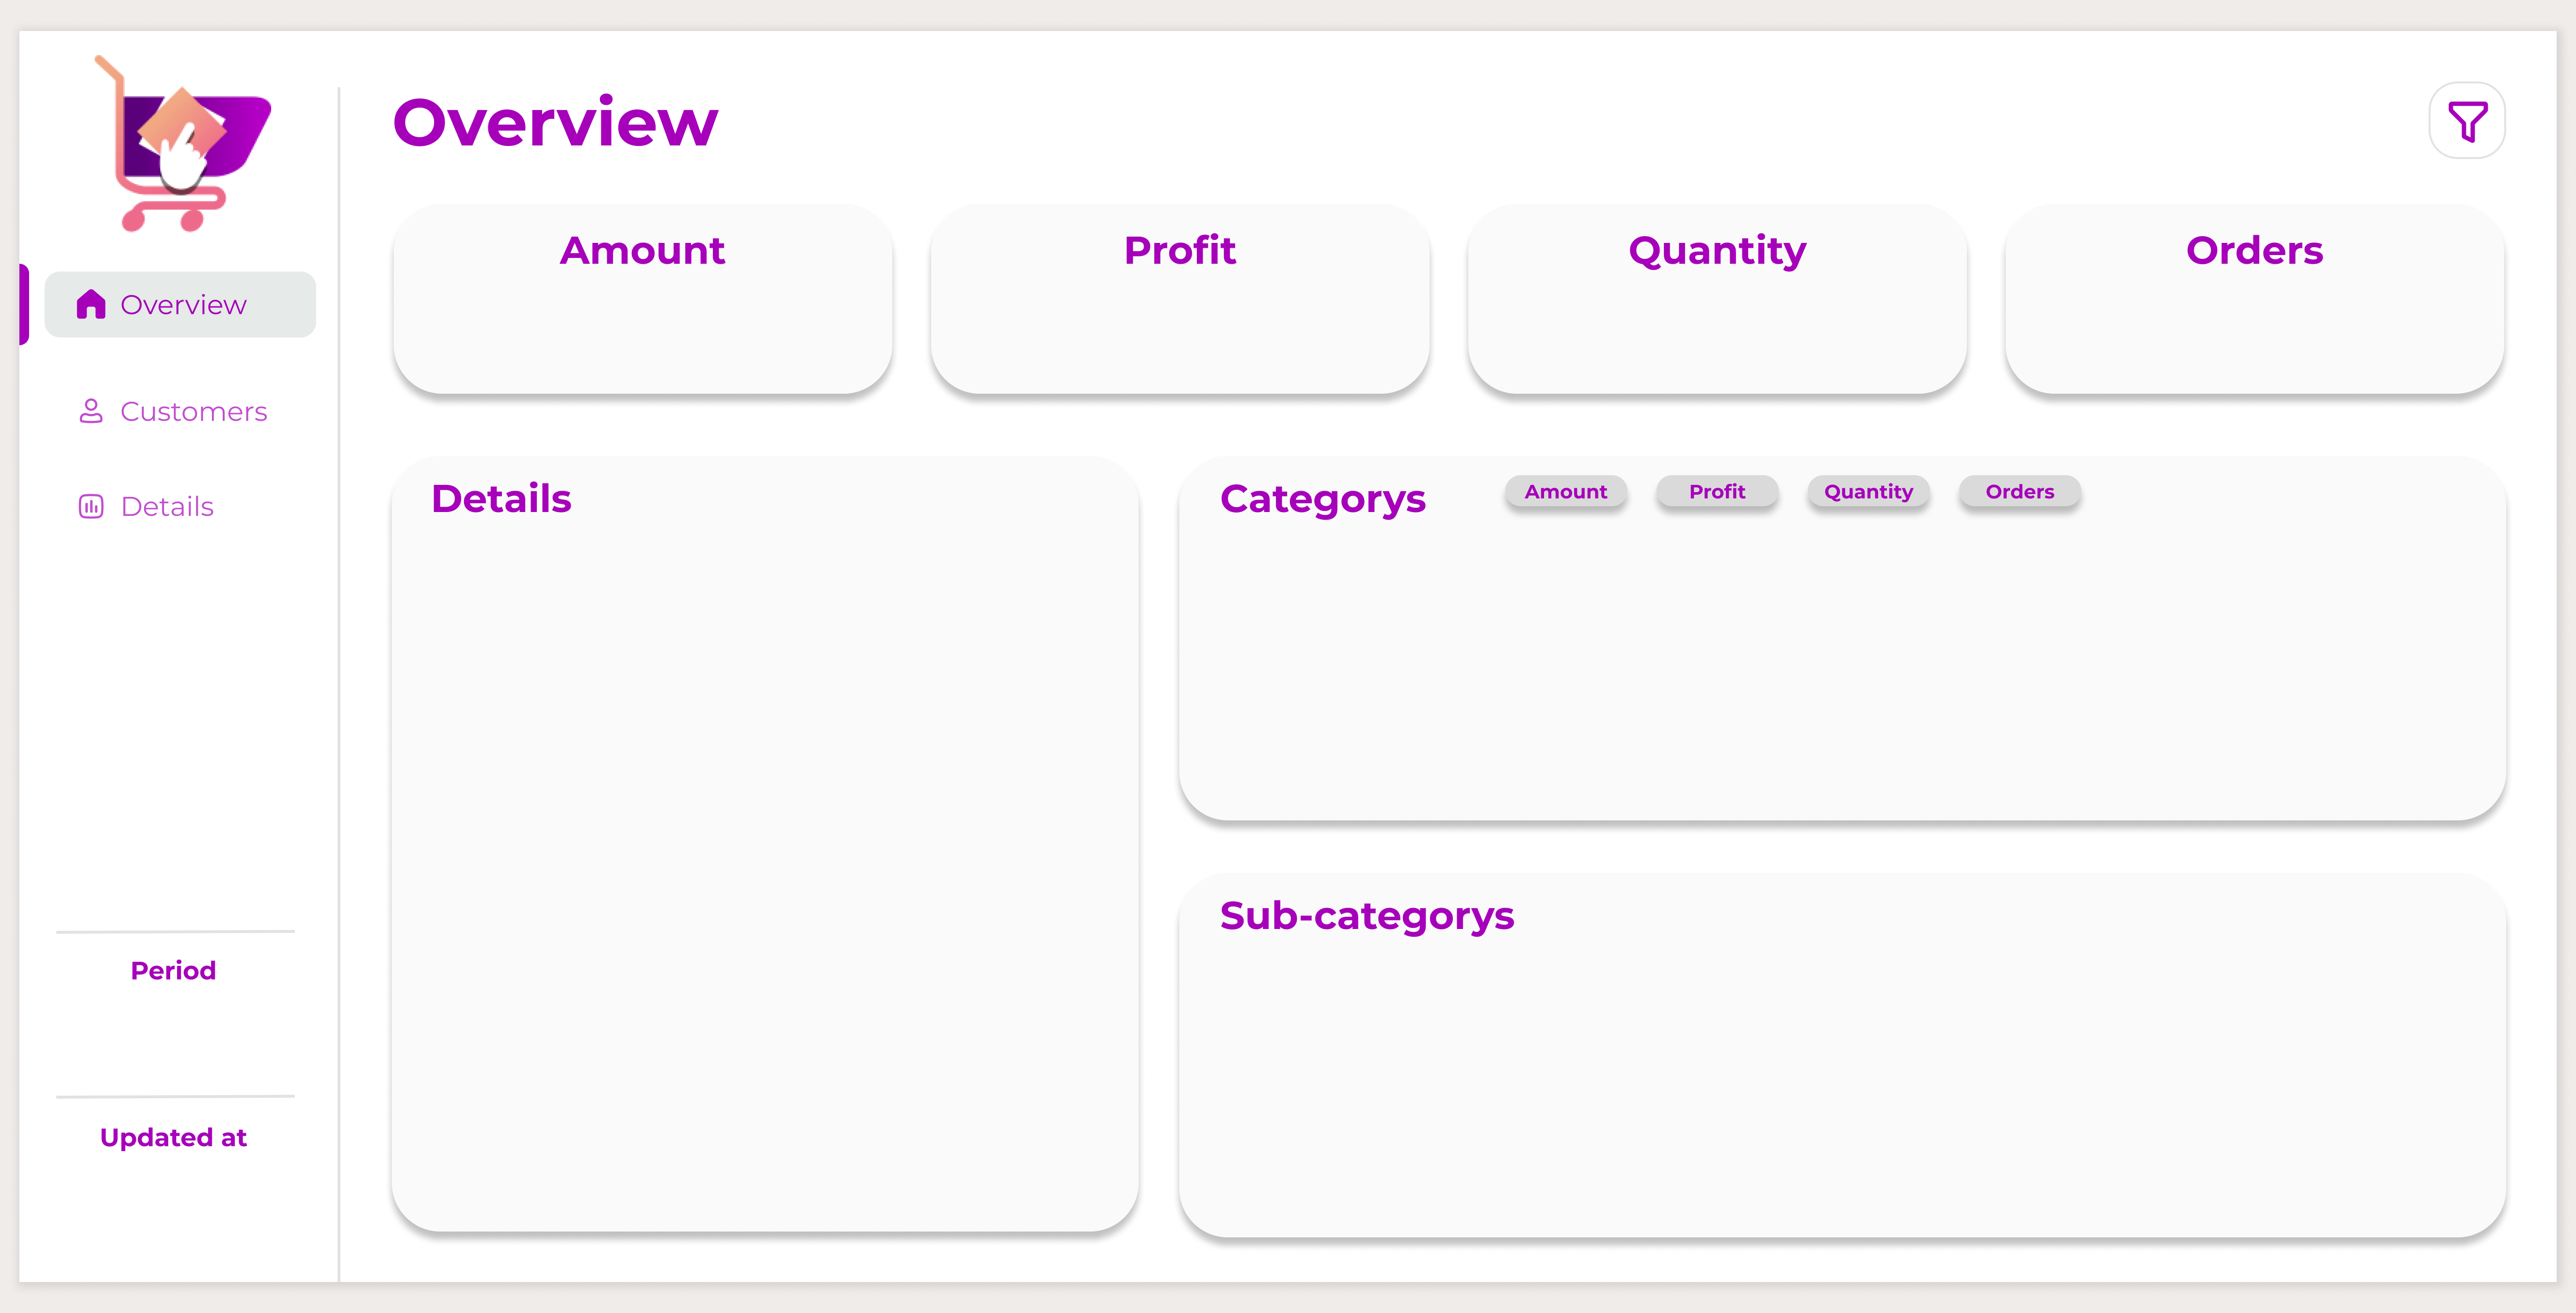 Overview
Overview
Customers
Details
Period
Updated at
Amount
Profit
Quantity
Orders
Details
Categorys
Amount
Profit
Quantity
Orders
Sub-categorys